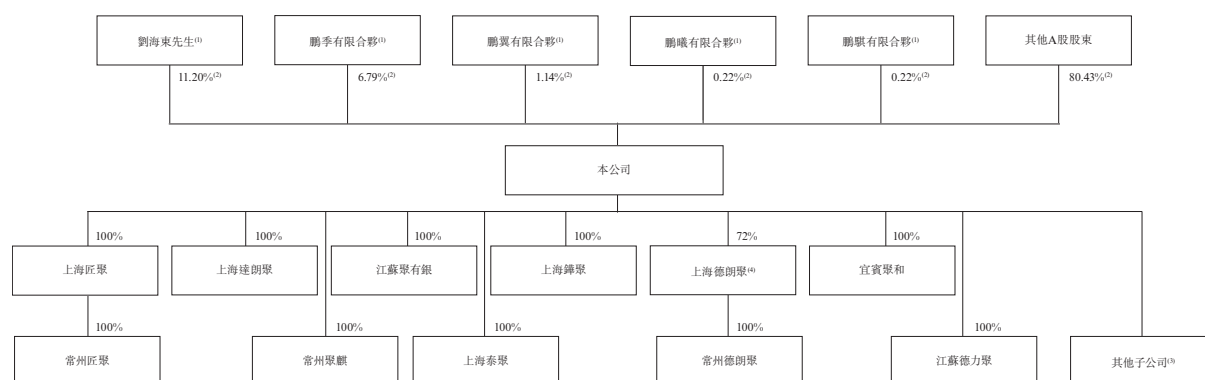 劉海東先生(1)
鵬季有限合夥(1)
鵬翼有限合夥(1)
鵬曦有限合夥(1)
鵬騏有限合夥(1)
其他A股股東
11.20%(2)
6.79%(2)
1.14%(2)
0.22%(2)
0.22%(2)
80.43%(2)
本公司
100%
100%
100%
100%
72%
100%
上海匠聚
上海達朗聚
江蘇聚有銀
上海鏵聚
上海德朗聚(4)
宜賓聚和
100%
100%
100%
100%
100%
常州匠聚
常州聚麒
上海泰聚
常州德朗聚
江蘇德力聚
其他子公司(3)